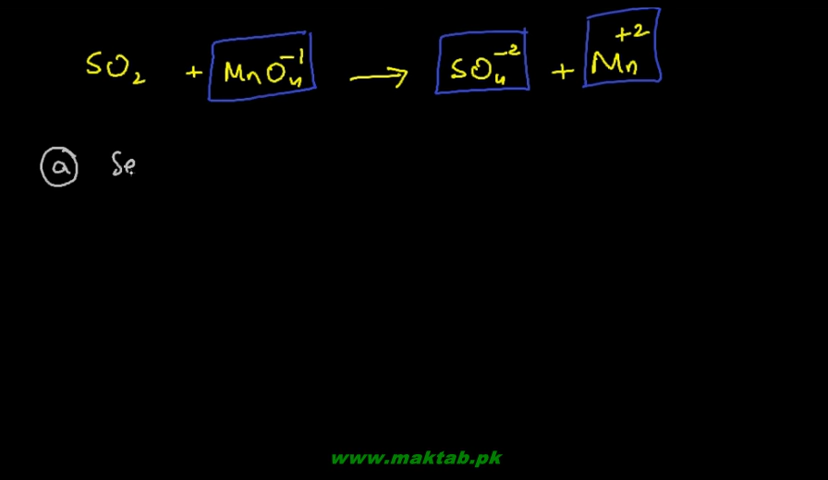 SO₂ + MnO₄⁻¹ → SO₄⁻² + Mn⁺²
ⓐ Se
www.maktab.pk